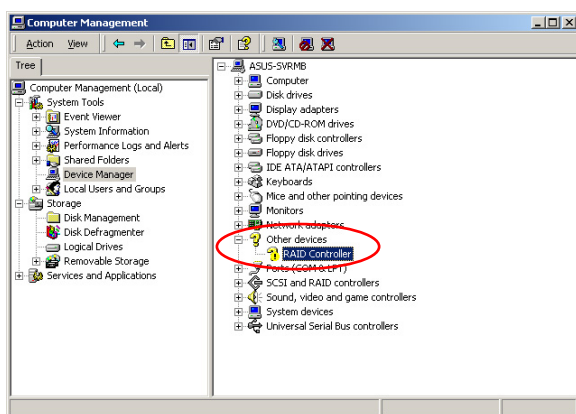 Computer Management
Action View
Tree
Computer Management (Local)
System Tools
Event Viewer
System Information
Performance Logs and Alerts
Shared Folders
Device Manager
Local Users and Groups
Storage
Disk Management
Disk Defragmenter
Logical Drives
Removable Storage
Services and Applications
ASUS-SVRMB
Computer
Disk drives
Display adapters
DVD/CD-ROM drives
Floppy disk controllers
Floppy disk drives
IDE ATA/ATAPI controllers
Keyboards
Mice and other pointing devices
Monitors
Network adapters
Other devices
RAID Controller
Ports (COM & LPT)
SCSI and RAID controllers
Sound, video and game controllers
System devices
Universal Serial Bus controllers